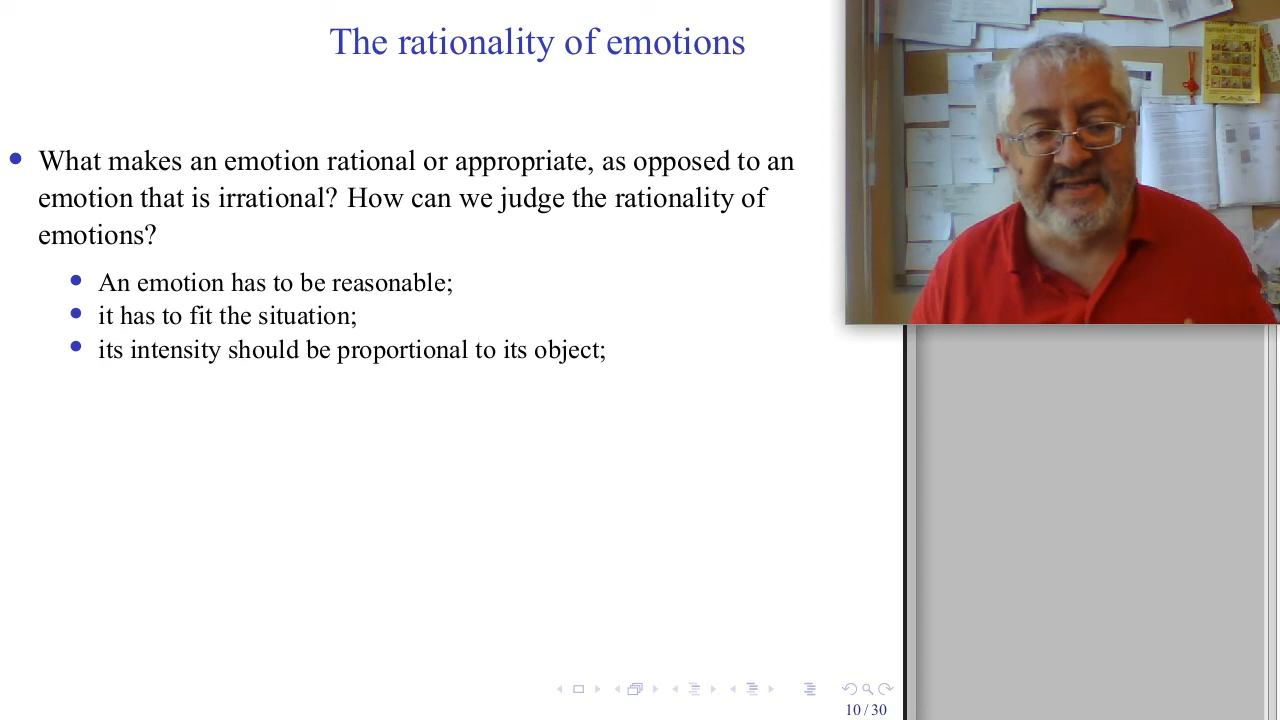 The rationality of emotions
What makes an emotion rational or appropriate, as opposed to an
emotion that is irrational? How can we judge the rationality of
emotions?
An emotion has to be reasonable;
it has to fit the situation;
its intensity should be proportional to its object;
10 / 30